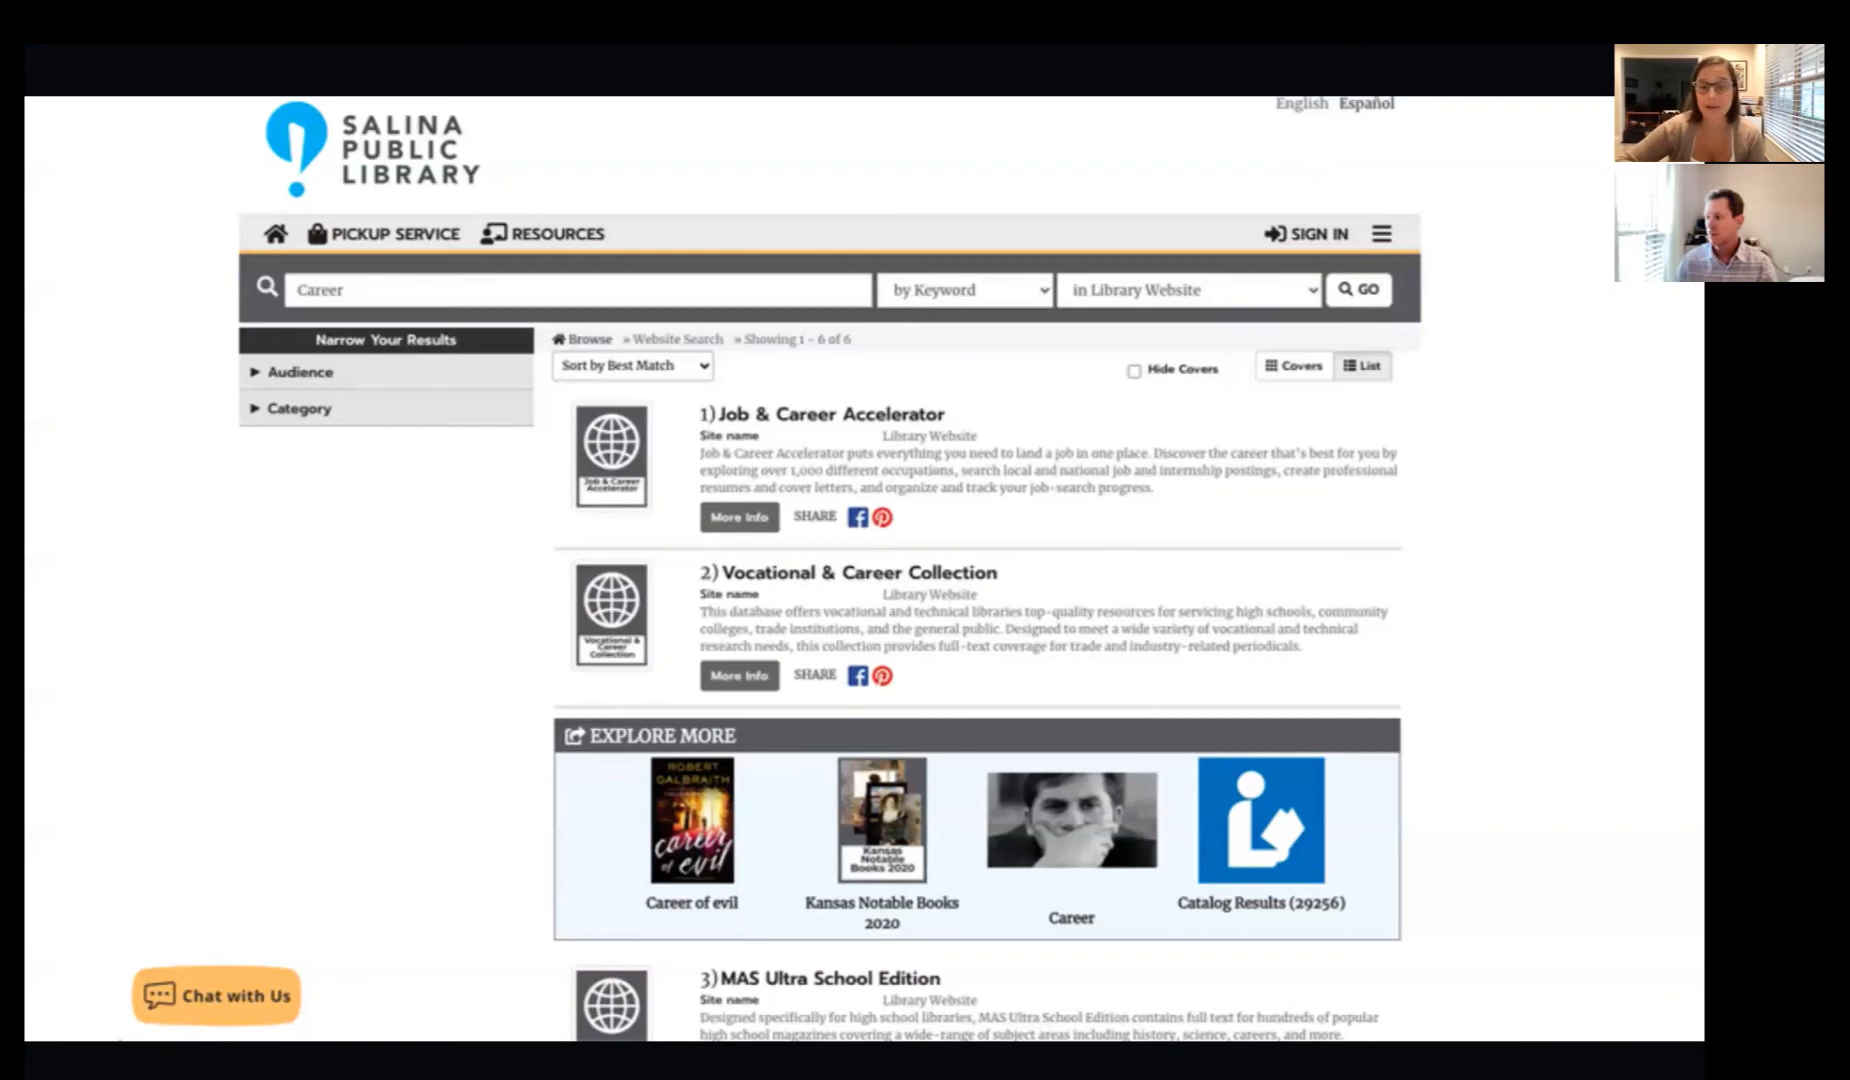 English Español
SALINA
PUBLIC
LIBRARY
PICKUP SERVICE RESOURCES SIGN IN
Career by Keyword in Library Website GO
Narrow Your Results
Audience
Category
Browse » Website Search » Showing 1 - 6 of 6
Sort by Best Match Hide Covers Covers List
Job & Career
Accelerator
1) Job & Career Accelerator
Site name Library Website
Job & Career Accelerator puts everything you need to land a job in one place. Discover the career that's best for you by
exploring over 1,000 different occupations, search local and national job and internship postings, create professional
resumes and cover letters, and organize and track your job-search progress.
More Info SHARE
Vocational &
Career
Collection
2) Vocational & Career Collection
Site name Library Website
This database offers vocational and technical libraries top-quality resources for servicing high schools, community
colleges, trade institutions, and the general public. Designed to meet a wide variety of vocational and technical
research needs, this collection provides full-text coverage for trade and industry-related periodicals.
More Info SHARE
EXPLORE MORE
ROBERT
GALBRAITH
career
of evil
Career of evil
Kansas
Notable
Books 2020
Kansas Notable Books
2020
Career
Catalog Results (29256)
3) MAS Ultra School Edition
Site name Library Website
Designed specifically for high school libraries, MAS Ultra School Edition contains full text for hundreds of popular
high school magazines covering a wide-range of subject areas including history, science, careers, and more.
Chat with Us